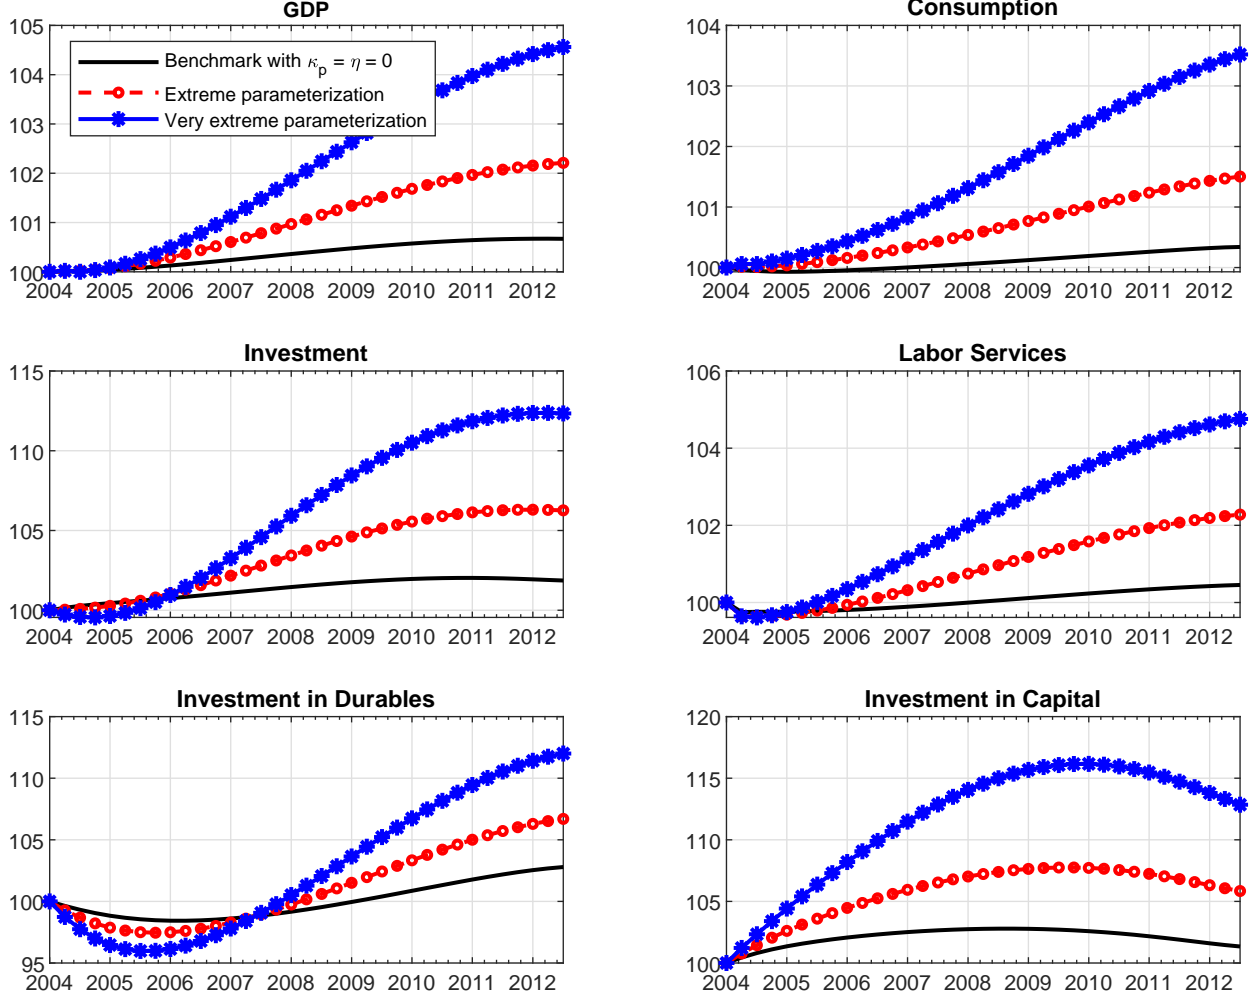 GDP
105
104
103
102
101
100
2004 2005 2006 2007 2008 2009 2010 2011 2012
Benchmark with κp = η = 0
Extreme parameterization
Very extreme parameterization
Consumption
104
103
102
101
100
2004 2005 2006 2007 2008 2009 2010 2011 2012
Investment
115
110
105
100
2004 2005 2006 2007 2008 2009 2010 2011 2012
Labor Services
106
104
102
100
2004 2005 2006 2007 2008 2009 2010 2011 2012
Investment in Durables
115
110
105
100
95
2004 2005 2006 2007 2008 2009 2010 2011 2012
Investment in Capital
120
115
110
105
100
2004 2005 2006 2007 2008 2009 2010 2011 2012